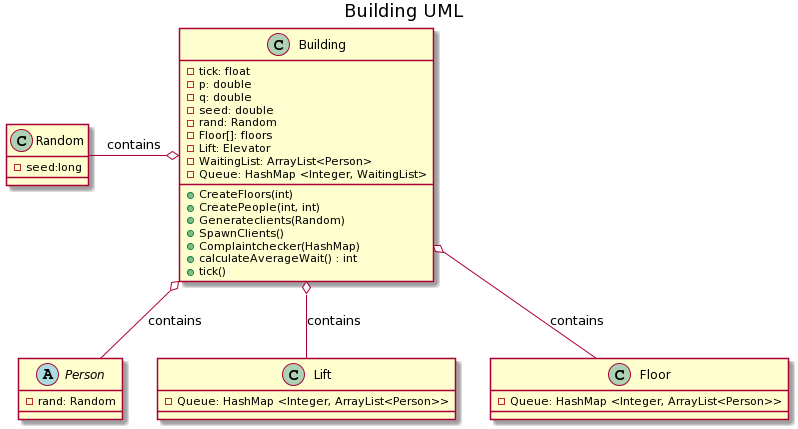 Building UML
C Building
tick: float
p: double
q: double
seed: double
rand: Random
Floor[]: floors
Lift: Elevator
WaitingList: ArrayList<Person>
Queue: HashMap <Integer, WaitingList>
CreateFloors(int)
CreatePeople(int, int)
Generateclients(Random)
SpawnClients()
Complaintchecker(HashMap)
calculateAverageWait() : int
tick()
C Random
seed:long
contains
contains
contains
contains
A Person
rand: Random
C Lift
Queue: HashMap <Integer, ArrayList<Person>>
C Floor
Queue: HashMap <Integer, ArrayList<Person>>